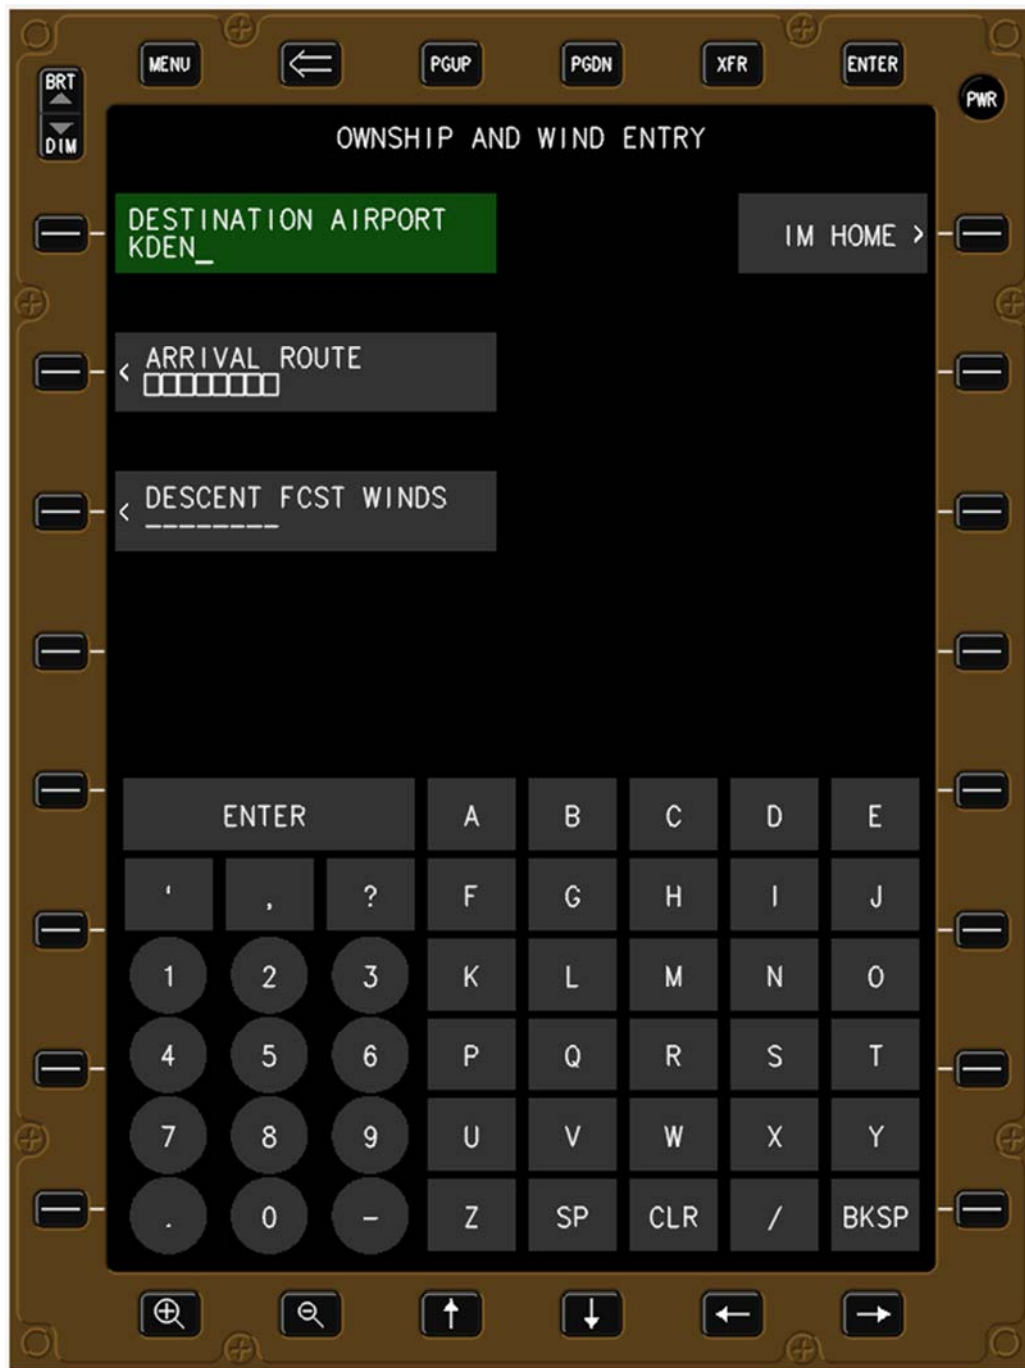 MENU PGUP PGDN XFR ENTER
BRT
DIM
PWR
OWNSHIP AND WIND ENTRY
DESTINATION AIRPORT
KDEN_
IM HOME >
< ARRIVAL ROUTE
□□□□□□□□
< DESCENT FCST WINDS
________
ENTER A B C D E
' , ? F G H I J
1 2 3 K L M N O
4 5 6 P Q R S T
7 8 9 U V W X Y
. 0 - Z SP CLR / BKSP